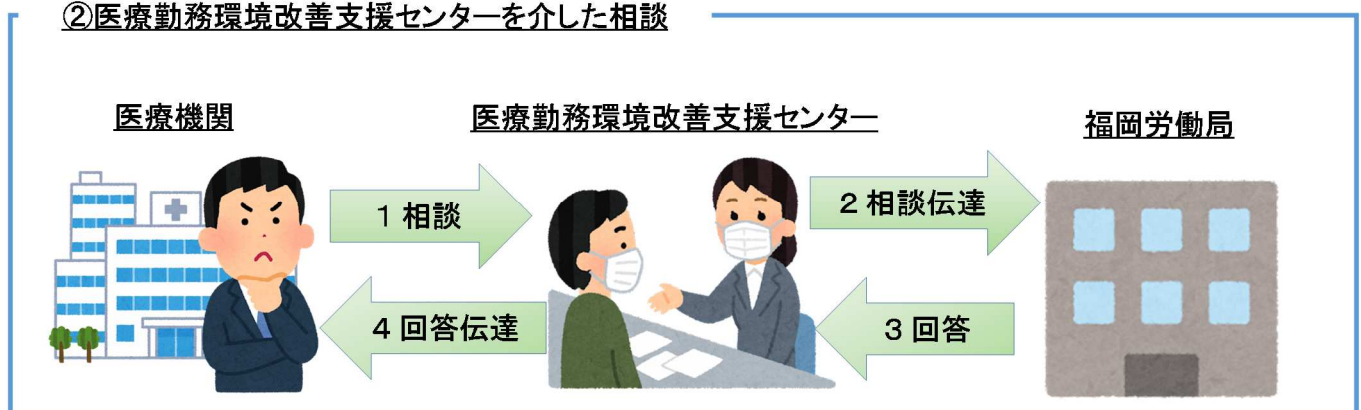 ②医療勤務環境改善支援センターを介した相談
医療機関
医療勤務環境改善支援センター
福岡労働局
1 相談
2 相談伝達
4 回答伝達
3 回答